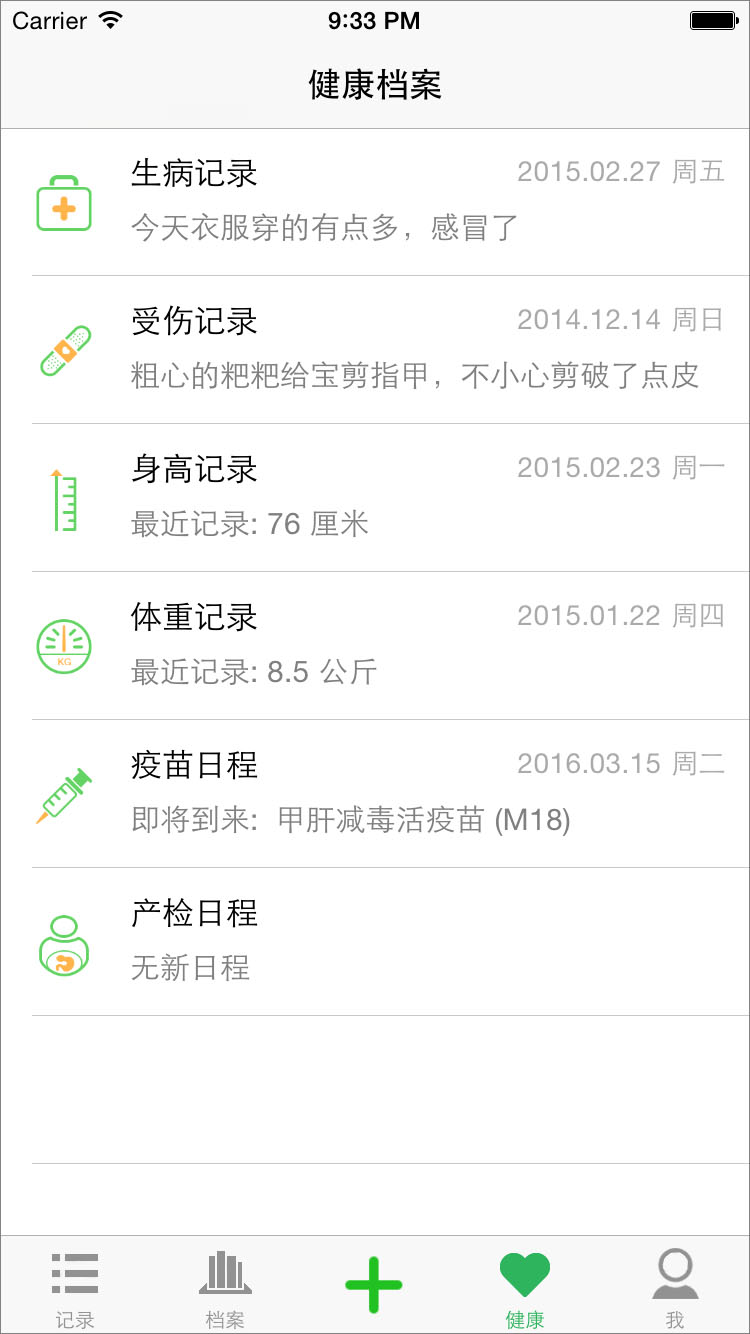 Carrier 9:33 PM
健康档案
生病记录 2015.02.27 周五
今天衣服穿的有点多，感冒了
受伤记录 2014.12.14 周日
粗心的粑粑给宝剪指甲，不小心剪破了点皮
身高记录 2015.02.23 周一
最近记录: 76 厘米
体重记录 2015.01.22 周四
KG
最近记录: 8.5 公斤
疫苗日程 2016.03.15 周二
即将到来: 甲肝减毒活疫苗 (M18)
产检日程
无新日程
记录 档案 健康 我